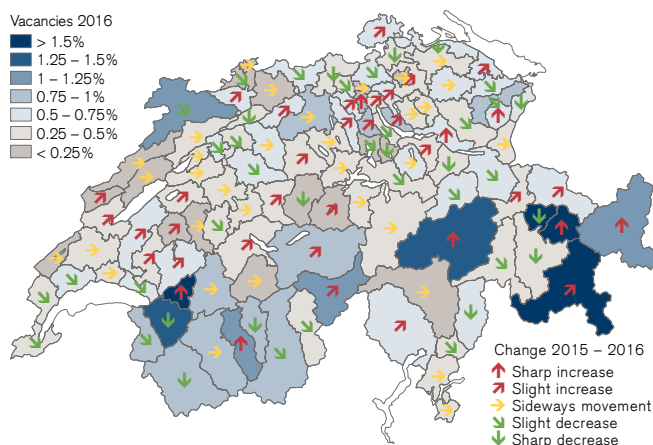 Vacancies 2016
> 1.5%
1.25 – 1.5%
1 – 1.25%
0.75 – 1%
0.5 – 0.75%
0.25 – 0.5%
< 0.25%
Change 2015 – 2016
Sharp increase
Slight increase
Sideways movement
Slight decrease
Sharp decrease